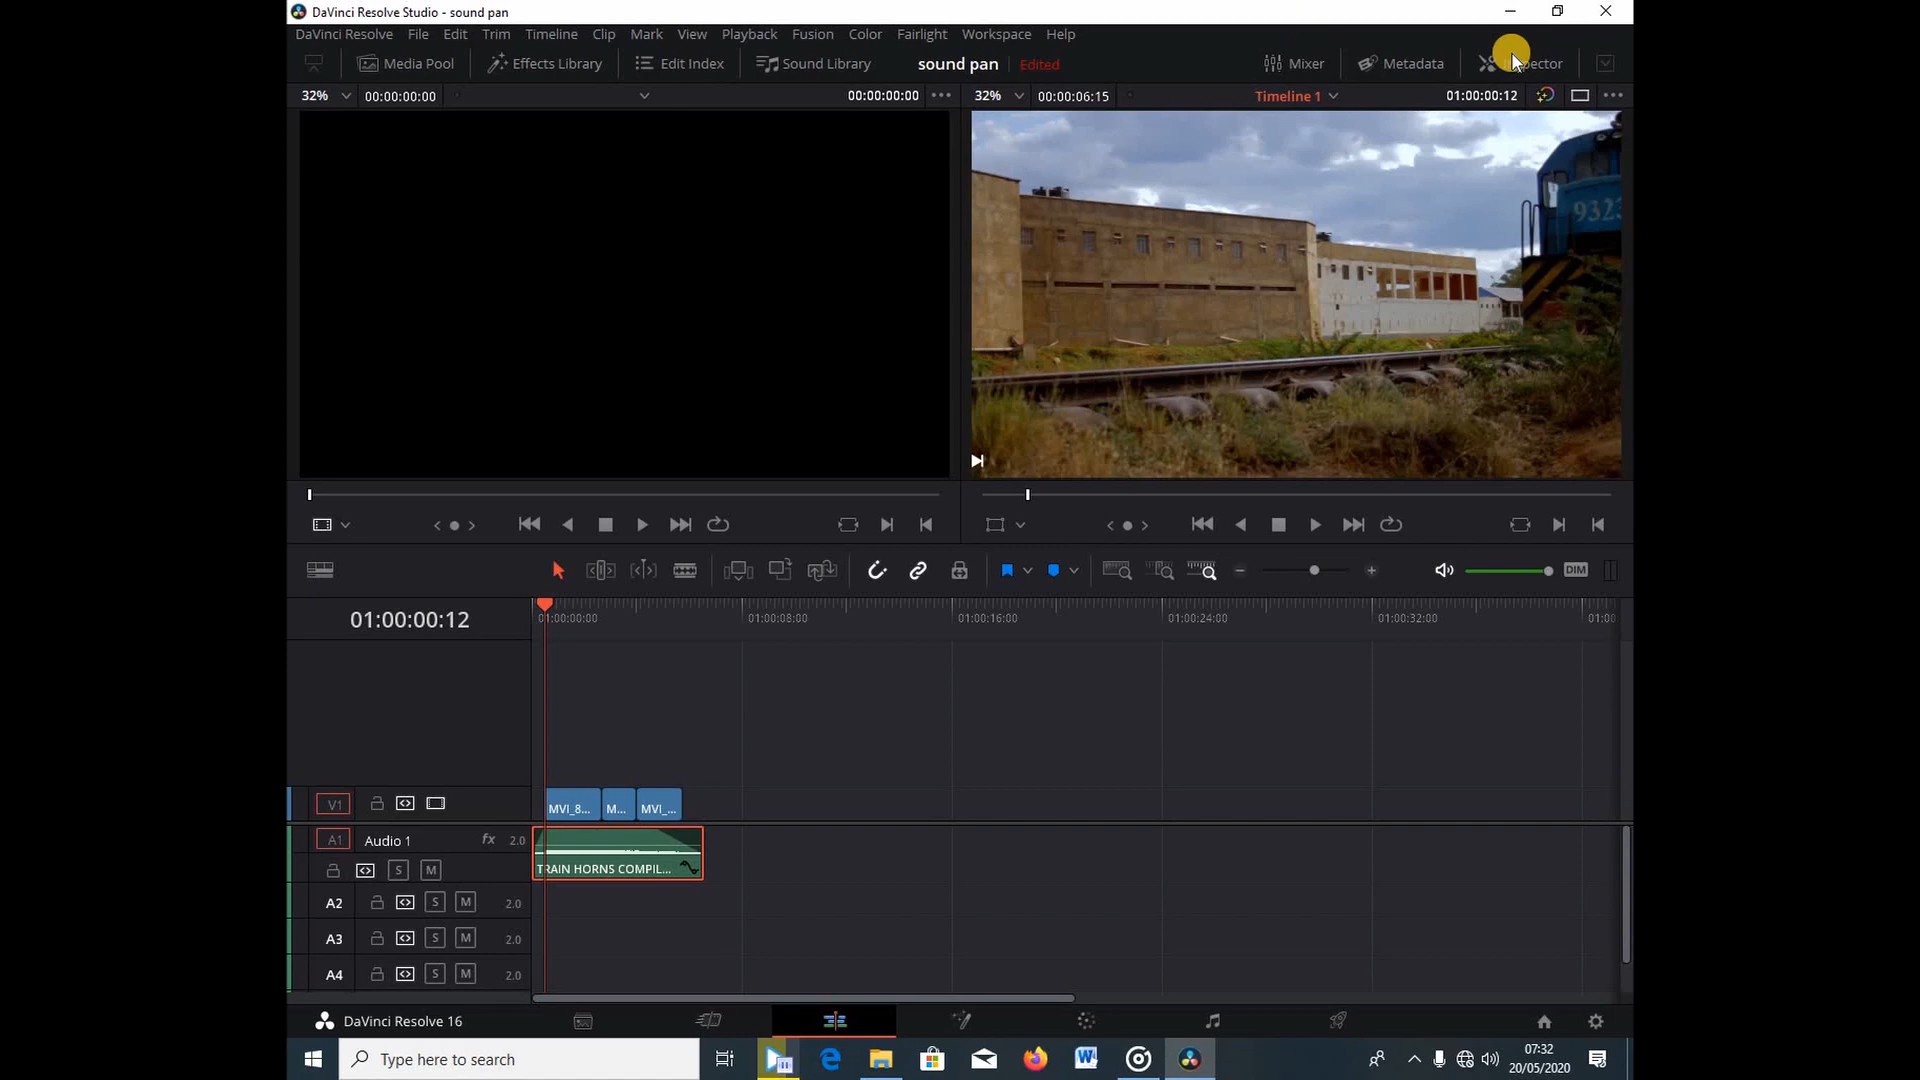 DaVinci Resolve Studio - sound pan
DaVinci Resolve File Edit Trim Timeline Clip Mark View Playback Fusion Color Fairlight Workspace Help
Media Pool Effects Library Edit Index Sound Library sound pan Edited Mixer Metadata Inspector
32% 00:00:00:00 00:00:00:00 32% 00:00:06:15 Timeline 1 01:00:00:12
9323
DIM
01:00:00:12 01:00:00:00 01:00:08:00 01:00:16:00 01:00:24:00 01:00:32:00 01:00
V1 MVI_8... M... MVI_...
A1 Audio 1 fx 2.0
S M TRAIN HORNS COMPIL...
A2 S M 2.0
A3 S M 2.0
A4 S M 2.0
DaVinci Resolve 16
Type here to search
07:32
20/05/2020